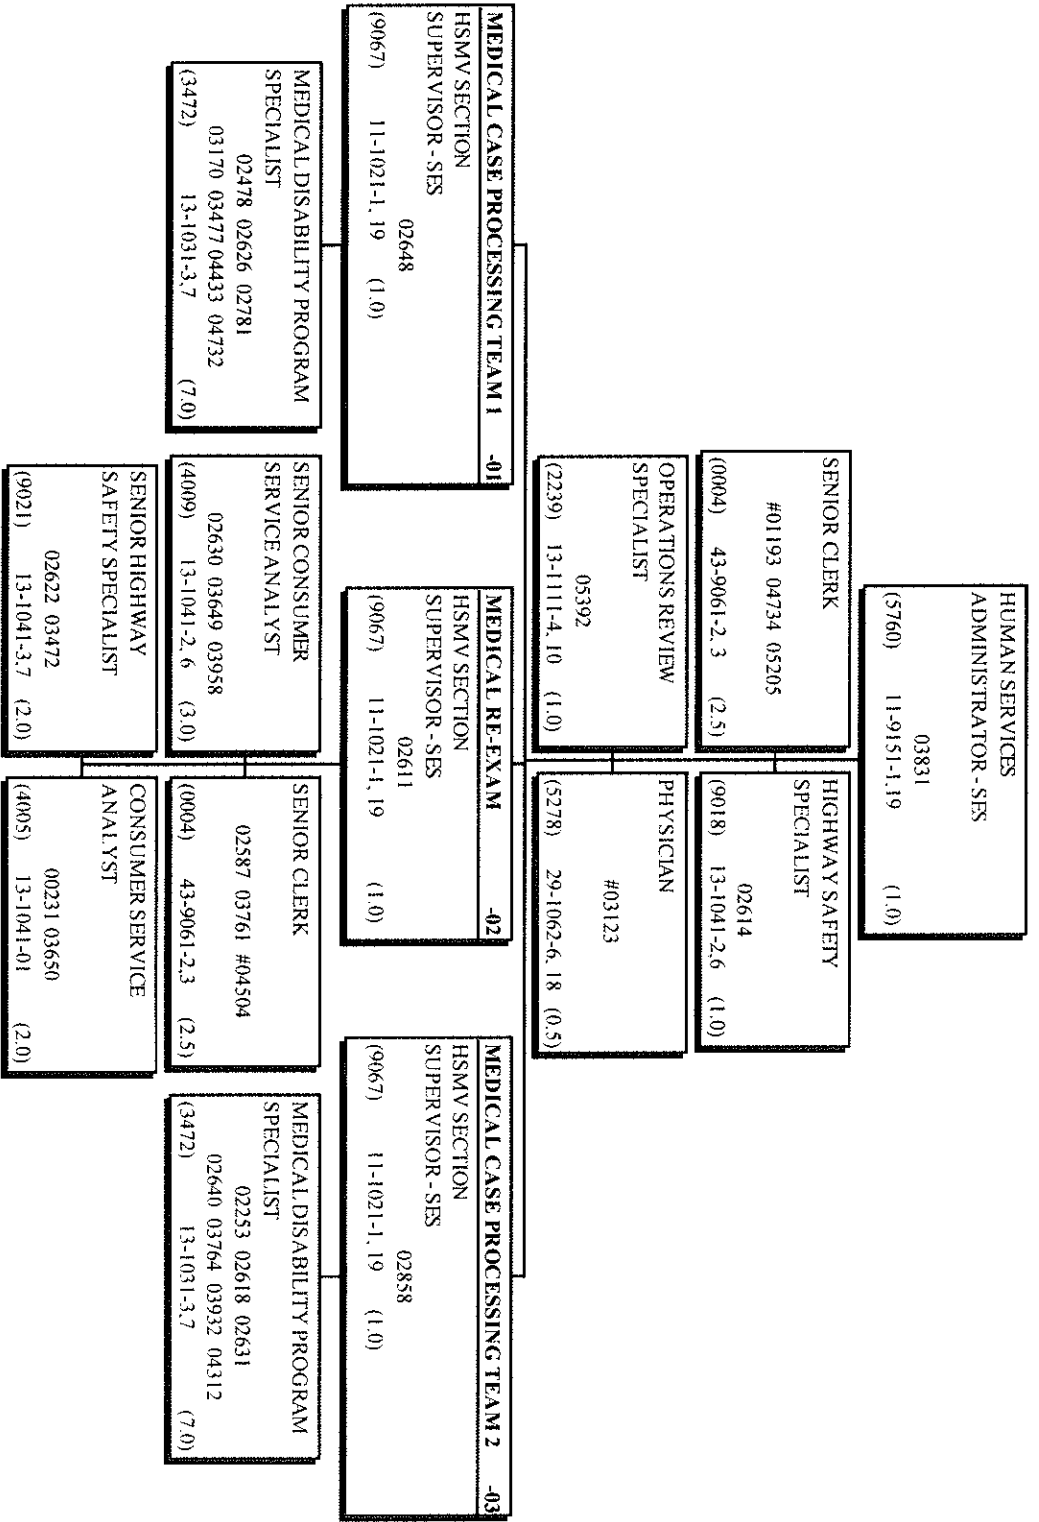 HUMAN SERVICES
ADMINISTRATOR - SES
03831
(5760) 11-9151-1,19 (1.0)
SENIOR CLERK
#01193 04734 05205
(0004) 43-9061-2, 3 (2.5)
HIGHWAY SAFETY
SPECIALIST
02614
(9018) 13-1041-2,6 (1.0)
OPERATIONS REVIEW
SPECIALIST
05392
(2239) 13-1111-4, 10 (1.0)
PHYSICIAN
#03123
(5278) 29-1062-6, 18 (0.5)
MEDICAL CASE PROCESSING TEAM 1 -01
HSMV SECTION
SUPERVISOR - SES
02648
(9067) 11-1021-1, 19 (1.0)
MEDICAL RE-EXAM -02
HSMV SECTION
SUPERVISOR - SES
02611
(9067) 11-1021-1, 19 (1.0)
MEDICAL CASE PROCESSING TEAM 2 -03
HSMV SECTION
SUPERVISOR - SES
02858
(9067) 11-1021-1, 19 (1.0)
MEDICAL DISABILITY PROGRAM
SPECIALIST
02478 02626 02781
03170 03477 04433 04732
(3472) 13-1031-3,7 (7.0)
SENIOR CONSUMER
SERVICE ANALYST
02630 03649 03958
(4009) 13-1041-2, 6 (3.0)
SENIOR CLERK
02587 03761 #04504
(0004) 43-9061-2,3 (2.5)
MEDICAL DISABILITY PROGRAM
SPECIALIST
02253 02618 02631
02640 03764 03932 04312
(3472) 13-1031-3,7 (7.0)
SENIOR HIGHWAY
SAFETY SPECIALIST
02622 03472
(9021) 13-1041-3,7 (2.0)
CONSUMER SERVICE
ANALYST
00231 03650
(4005) 13-1041-01 (2.0)